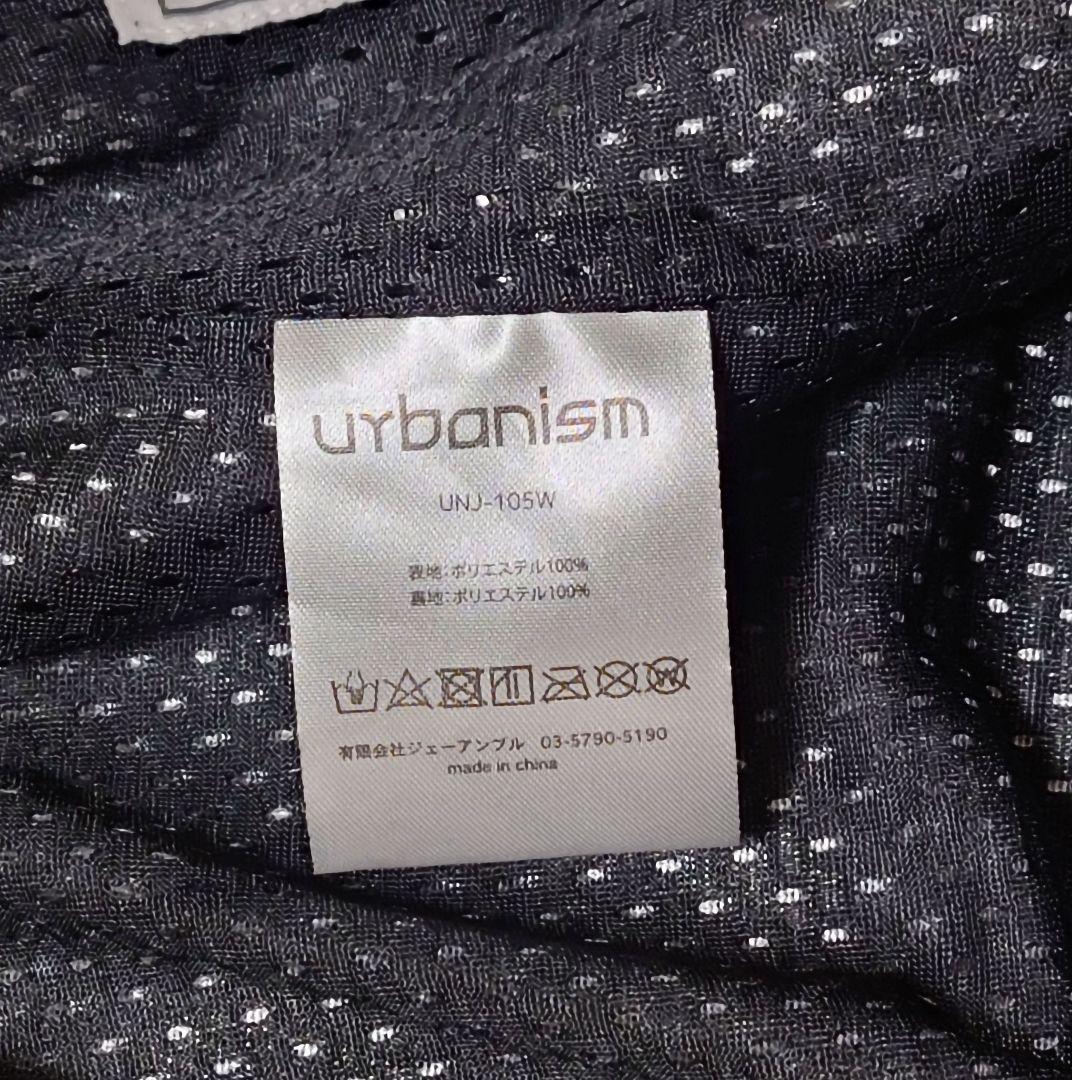 urbanism
UNJ-105W
表地:ポリエステル100%
裏地:ポリエステル100%
有限会社ジェーアンブル 03-5790-5190
made in china